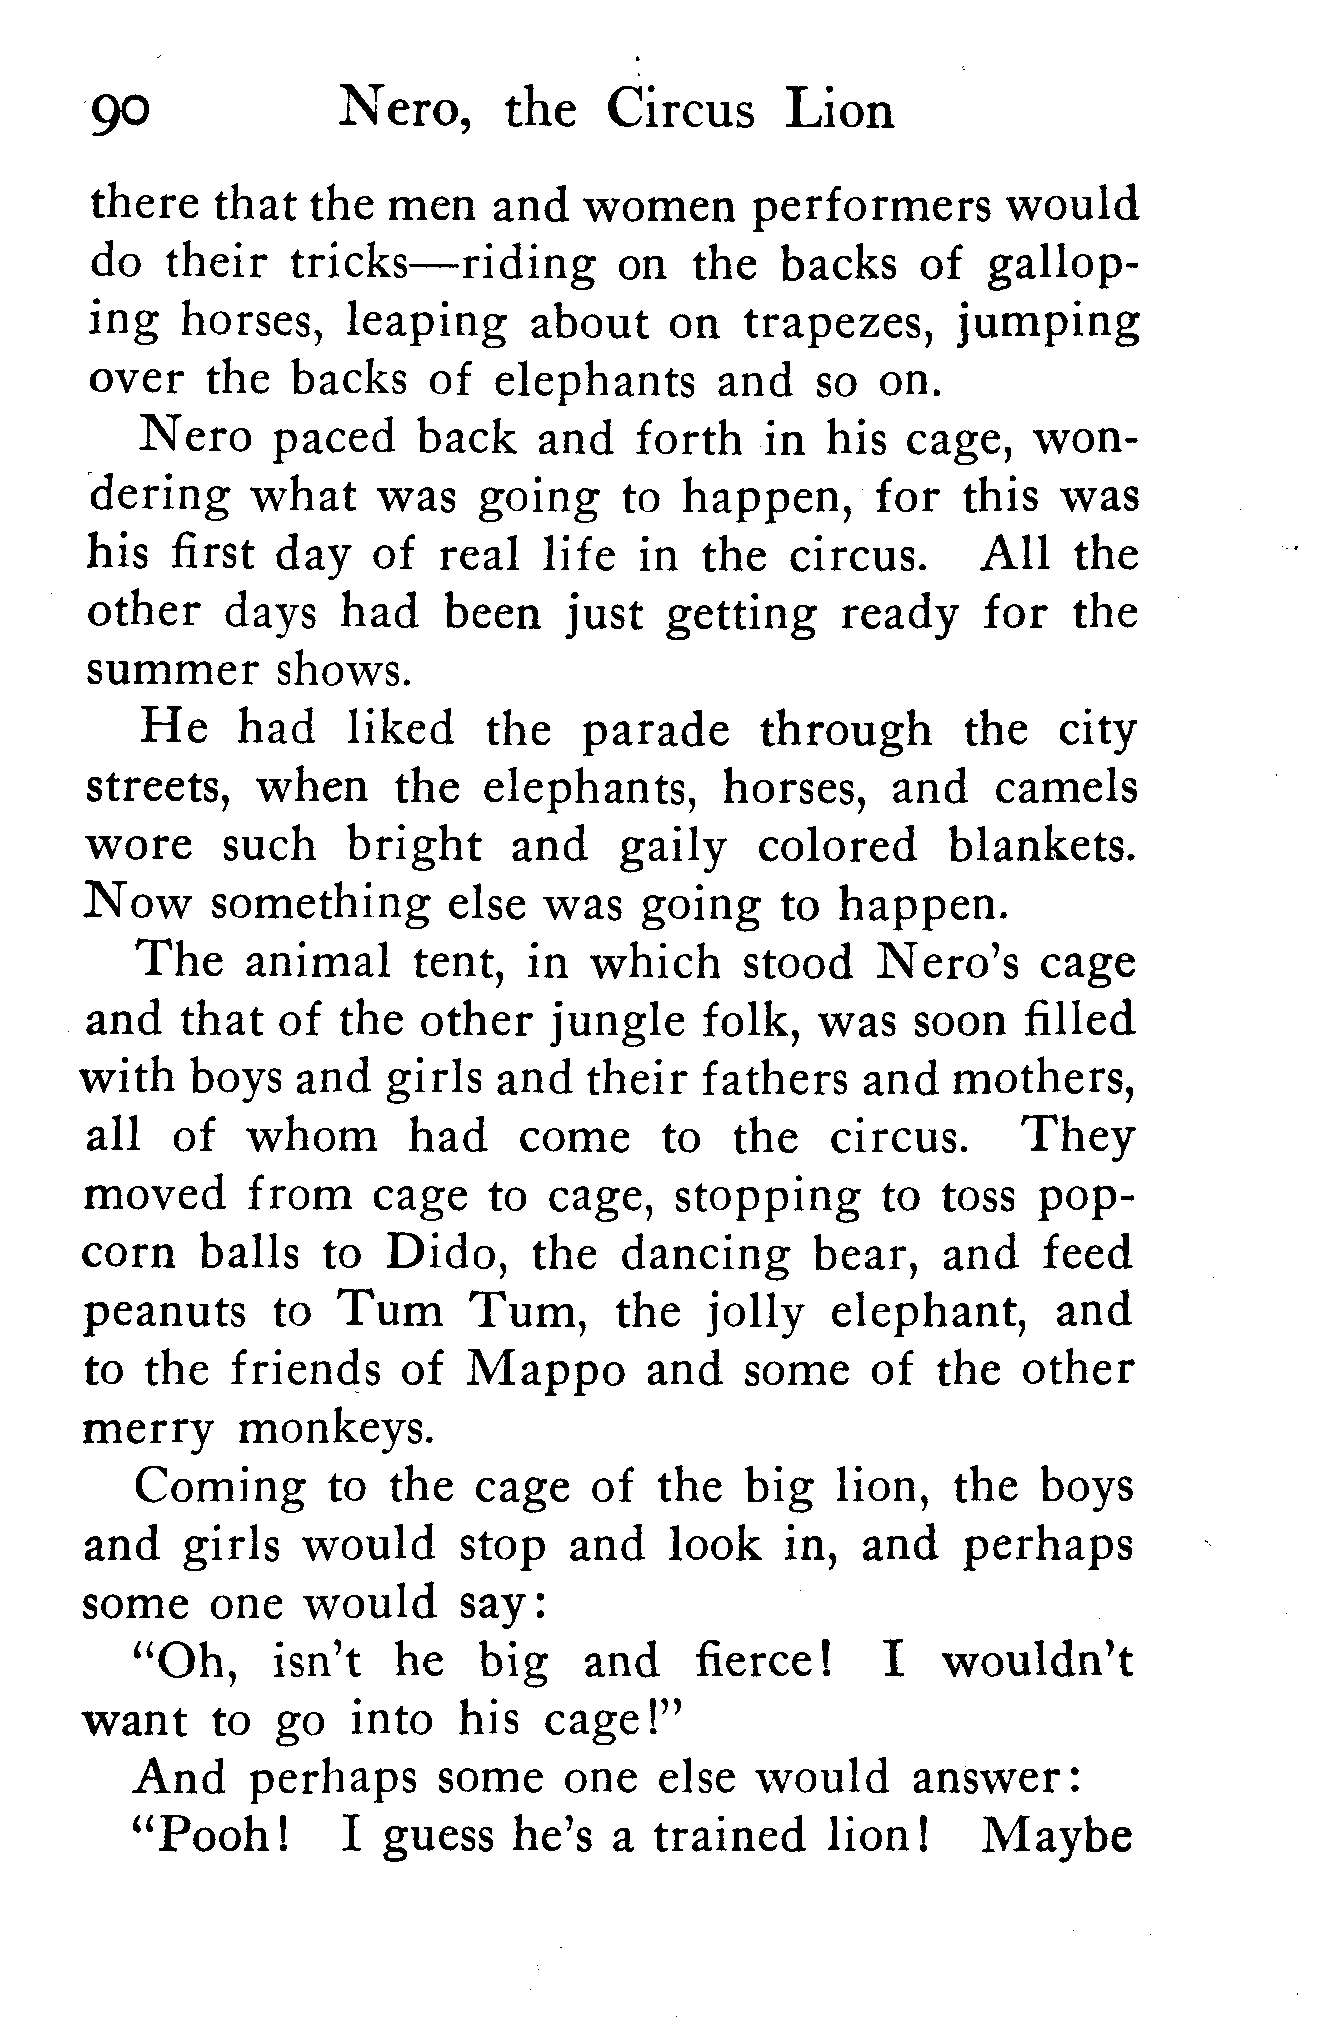 90 Nero, the Circus Lion
there that the men and women performers would
do their tricks—riding on the backs of gallop-
ing horses, leaping about on trapezes, jumping
over the backs of elephants and so on.
Nero paced back and forth in his cage, won-
dering what was going to happen, for this was
his first day of real life in the circus. All the
other days had been just getting ready for the
summer shows.
He had liked the parade through the city
streets, when the elephants, horses, and camels
wore such bright and gaily colored blankets.
Now something else was going to happen.
The animal tent, in which stood Nero's cage
and that of the other jungle folk, was soon filled
with boys and girls and their fathers and mothers,
all of whom had come to the circus. They
moved from cage to cage, stopping to toss pop-
corn balls to Dido, the dancing bear, and feed
peanuts to Tum Tum, the jolly elephant, and
to the friends of Mappo and some of the other
merry monkeys.
Coming to the cage of the big lion, the boys
and girls would stop and look in, and perhaps
some one would say:
"Oh, isn't he big and fierce! I wouldn't
want to go into his cage!"
And perhaps some one else would answer:
"Pooh! I guess he's a trained lion! Maybe